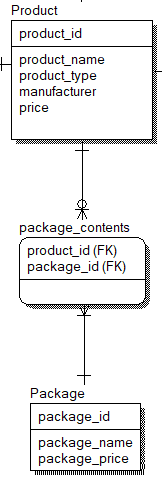 Product
product_id
product_name
product_type
manufacturer
price
package_contents
product_id (FK)
package_id (FK)
Package
package_id
package_name
package_price